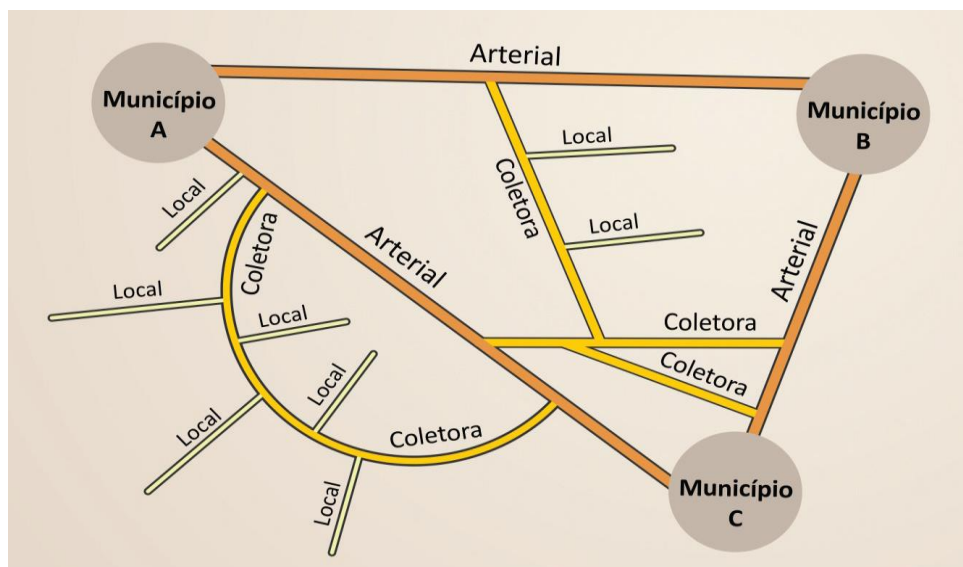 Arterial
Município
A
Município
B
Local
Coletora
Local
Local
Coletora
Arterial
Arterial
Local
Local
Coletora
Coletora
Local
Local
Coletora
Local
Município
C